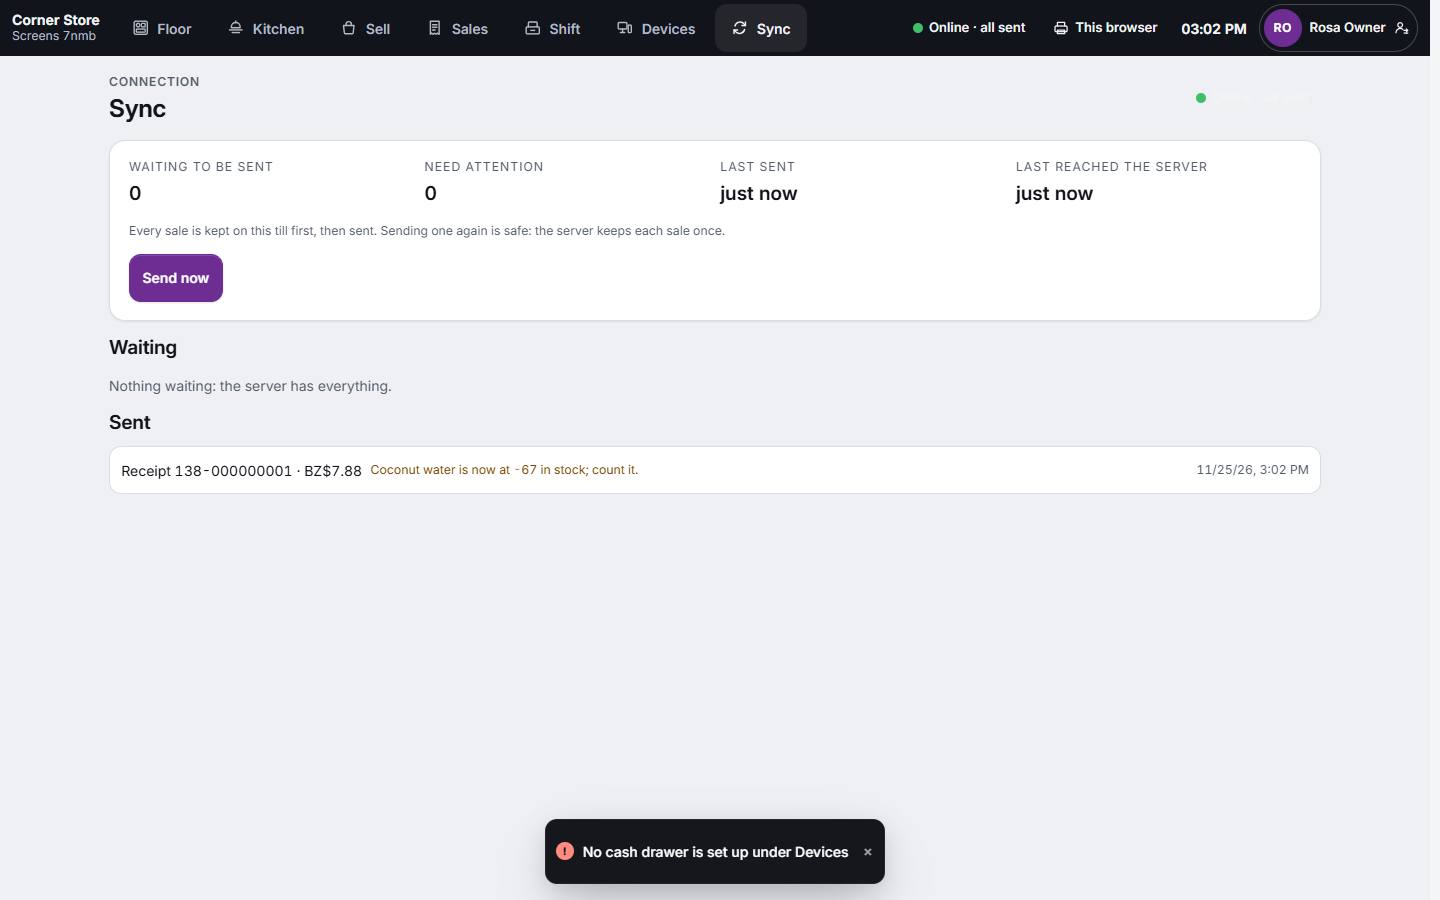 Corner Store
Screens 7nmb
Floor
Kitchen
Sell
Sales
Shift
Devices
Sync
Online · all sent
This browser
03:02 PM
RO
Rosa Owner
CONNECTION
Sync
WAITING TO BE SENT
0
NEED ATTENTION
0
LAST SENT
just now
LAST REACHED THE SERVER
just now
Every sale is kept on this till first, then sent. Sending one again is safe: the server keeps each sale once.
Send now
Waiting
Nothing waiting: the server has everything.
Sent
Receipt 138-000000001 · BZ$7.88 Coconut water is now at -67 in stock; count it.
11/25/26, 3:02 PM
! No cash drawer is set up under Devices ×